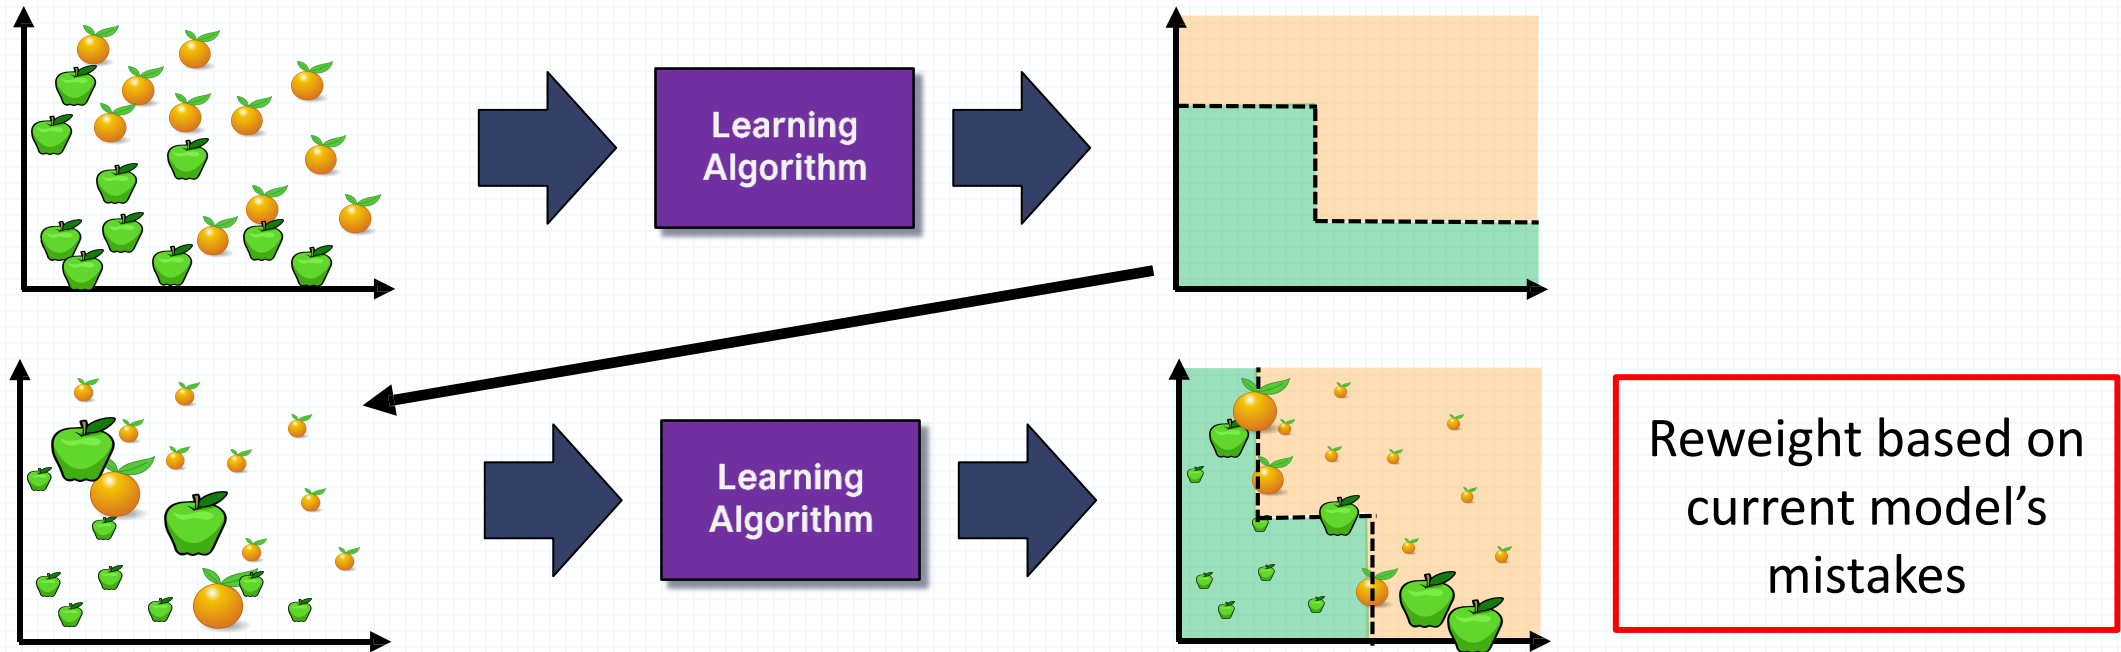 Learning
Algorithm
Learning
Algorithm
Reweight based on
current model’s
mistakes